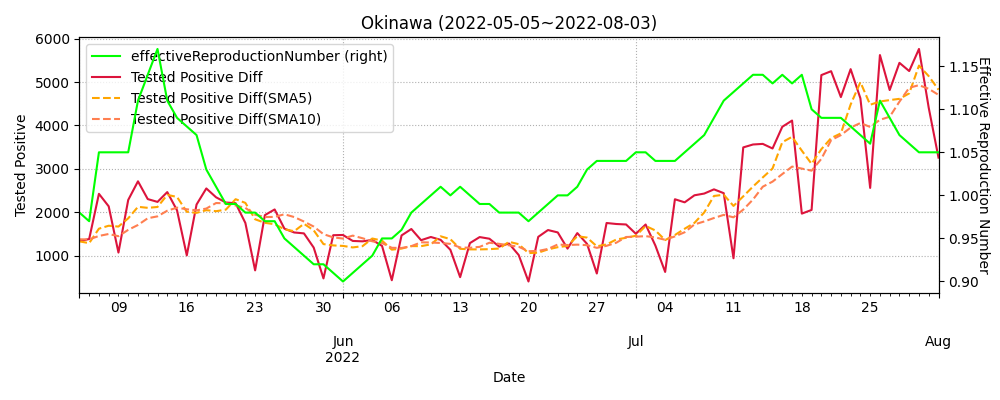 Okinawa (2022-05-05~2022-08-03)
effectiveReproductionNumber (right)
Tested Positive Diff
Tested Positive Diff(SMA5)
Tested Positive Diff(SMA10)
Tested Positive
6000
5000
4000
3000
2000
1000
1.15
1.10
1.05
1.00
0.95
0.90
Effective Reproduction Number
09 16 23 30 06 13 20 27 04 11 18 25
Jun Jul Aug
2022
Date